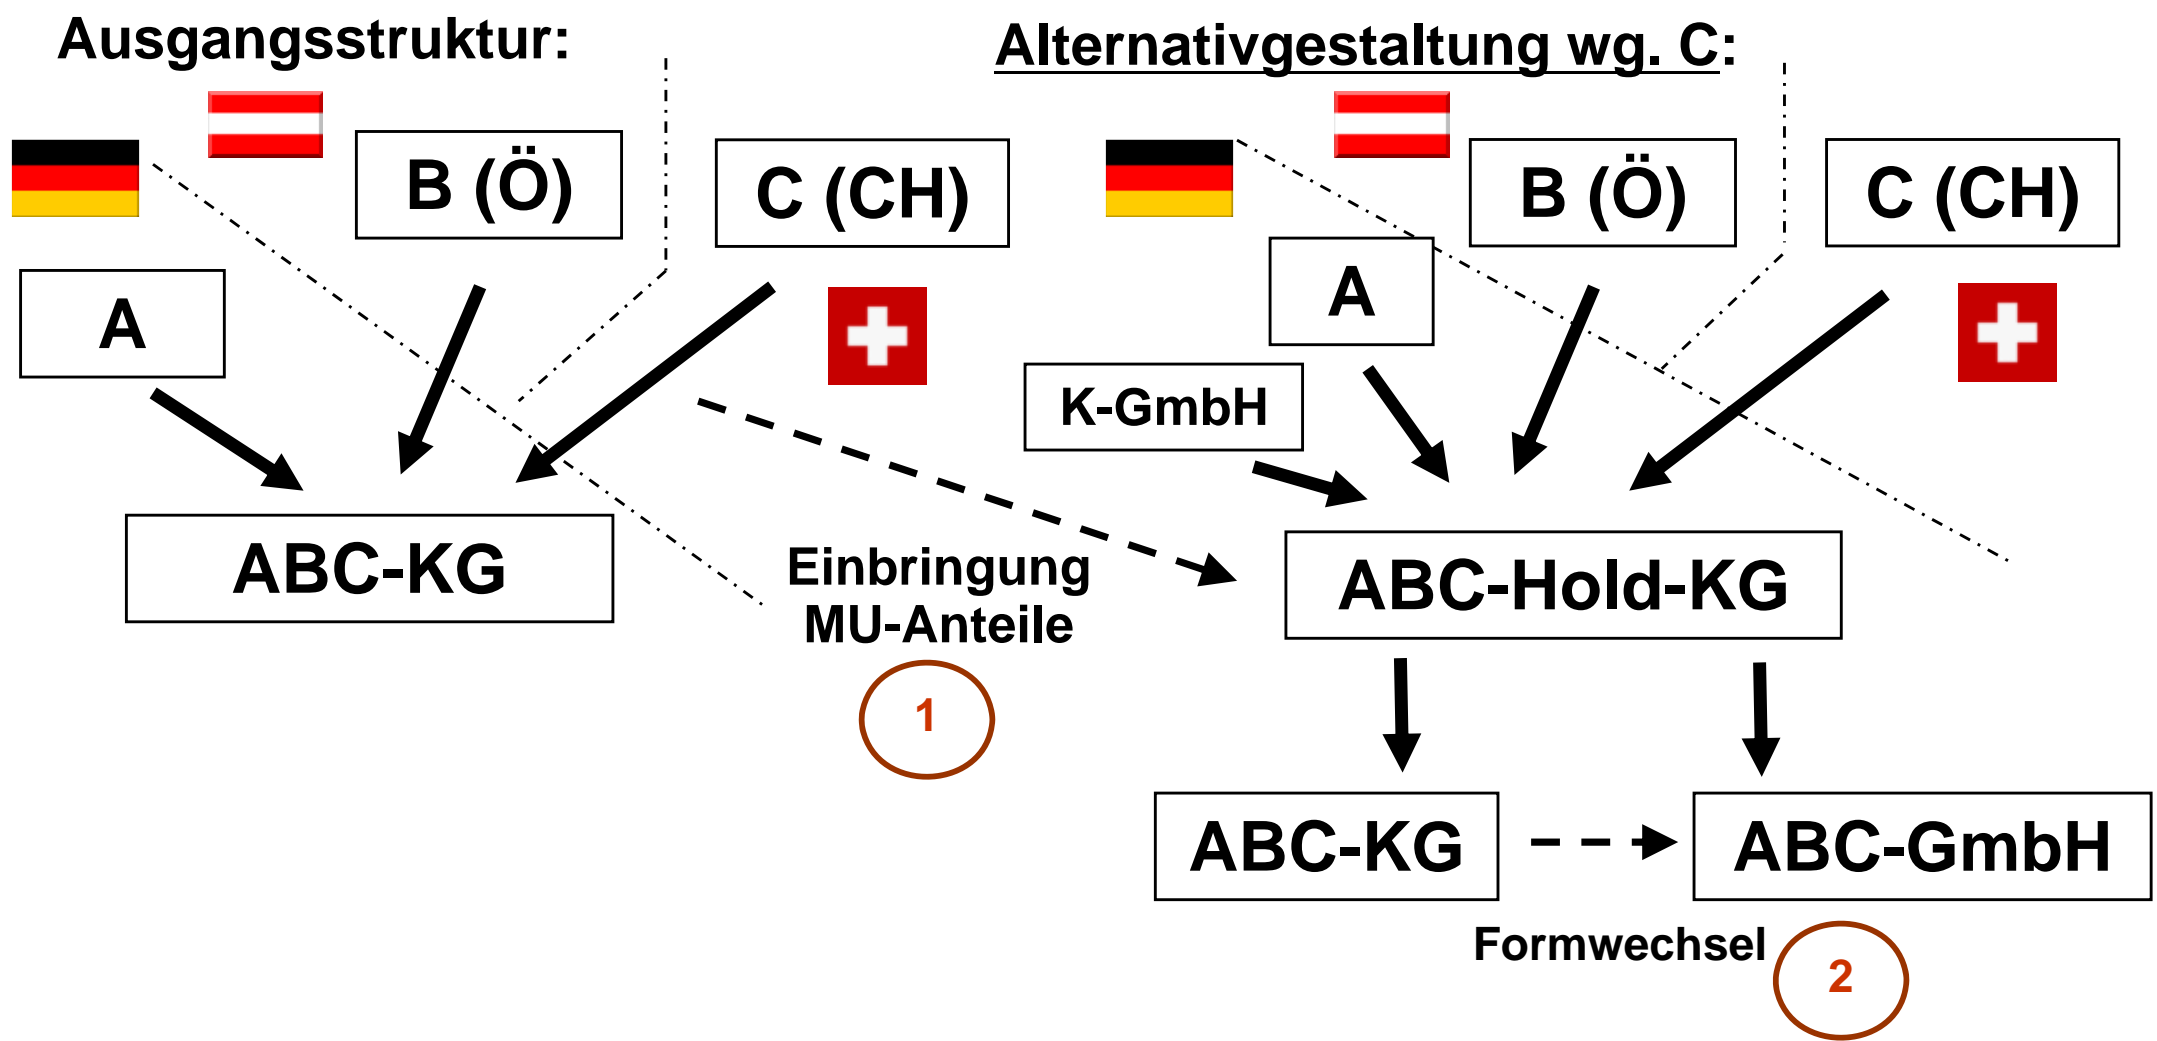 Ausgangsstruktur:
B (Ö)
C (CH)
A
ABC-KG
Einbringung
MU-Anteile
1
Alternativgestaltung wg. C:
B (Ö)
C (CH)
A
K-GmbH
ABC-Hold-KG
ABC-KG
ABC-GmbH
Formwechsel
2